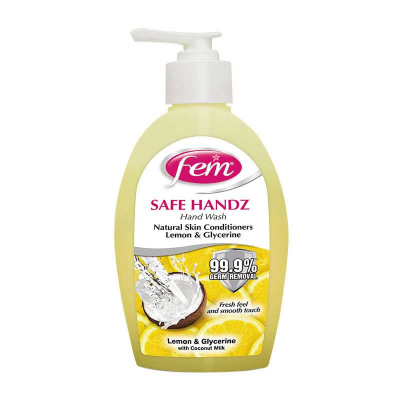 fem®
SAFE HANDZ
Hand Wash
Natural Skin Conditioners
Lemon & Glycerine
99.9%
GERM REMOVAL
Fresh feel
and smooth touch
Lemon & Glycerine
with Coconut Milk